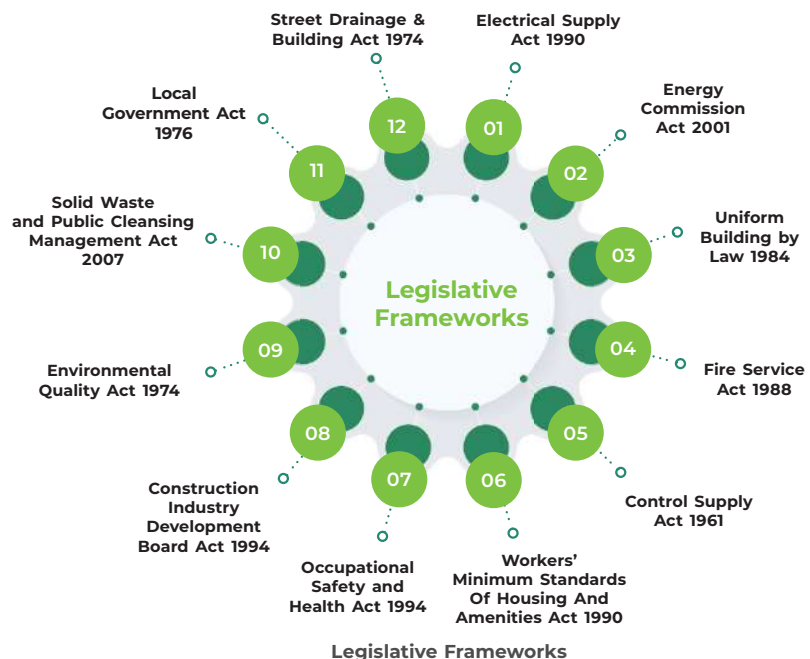 Street Drainage &
Building Act 1974
Electrical Supply
Act 1990
Energy
Commission
Act 2001
Local
Government Act
1976
Solid Waste
and Public Cleansing
Management Act
2007
Uniform
Building by
Law 1984
Environmental
Quality Act 1974
Fire Service
Act 1988
Construction
Industry
Development
Board Act 1994
Control Supply
Act 1961
Occupational
Safety and
Health Act 1994
Workers'
Minimum Standards
Of Housing And
Amenities Act 1990
12
01
11
02
10
03
09
04
08
05
07
06
Legislative
Frameworks
Legislative Frameworks